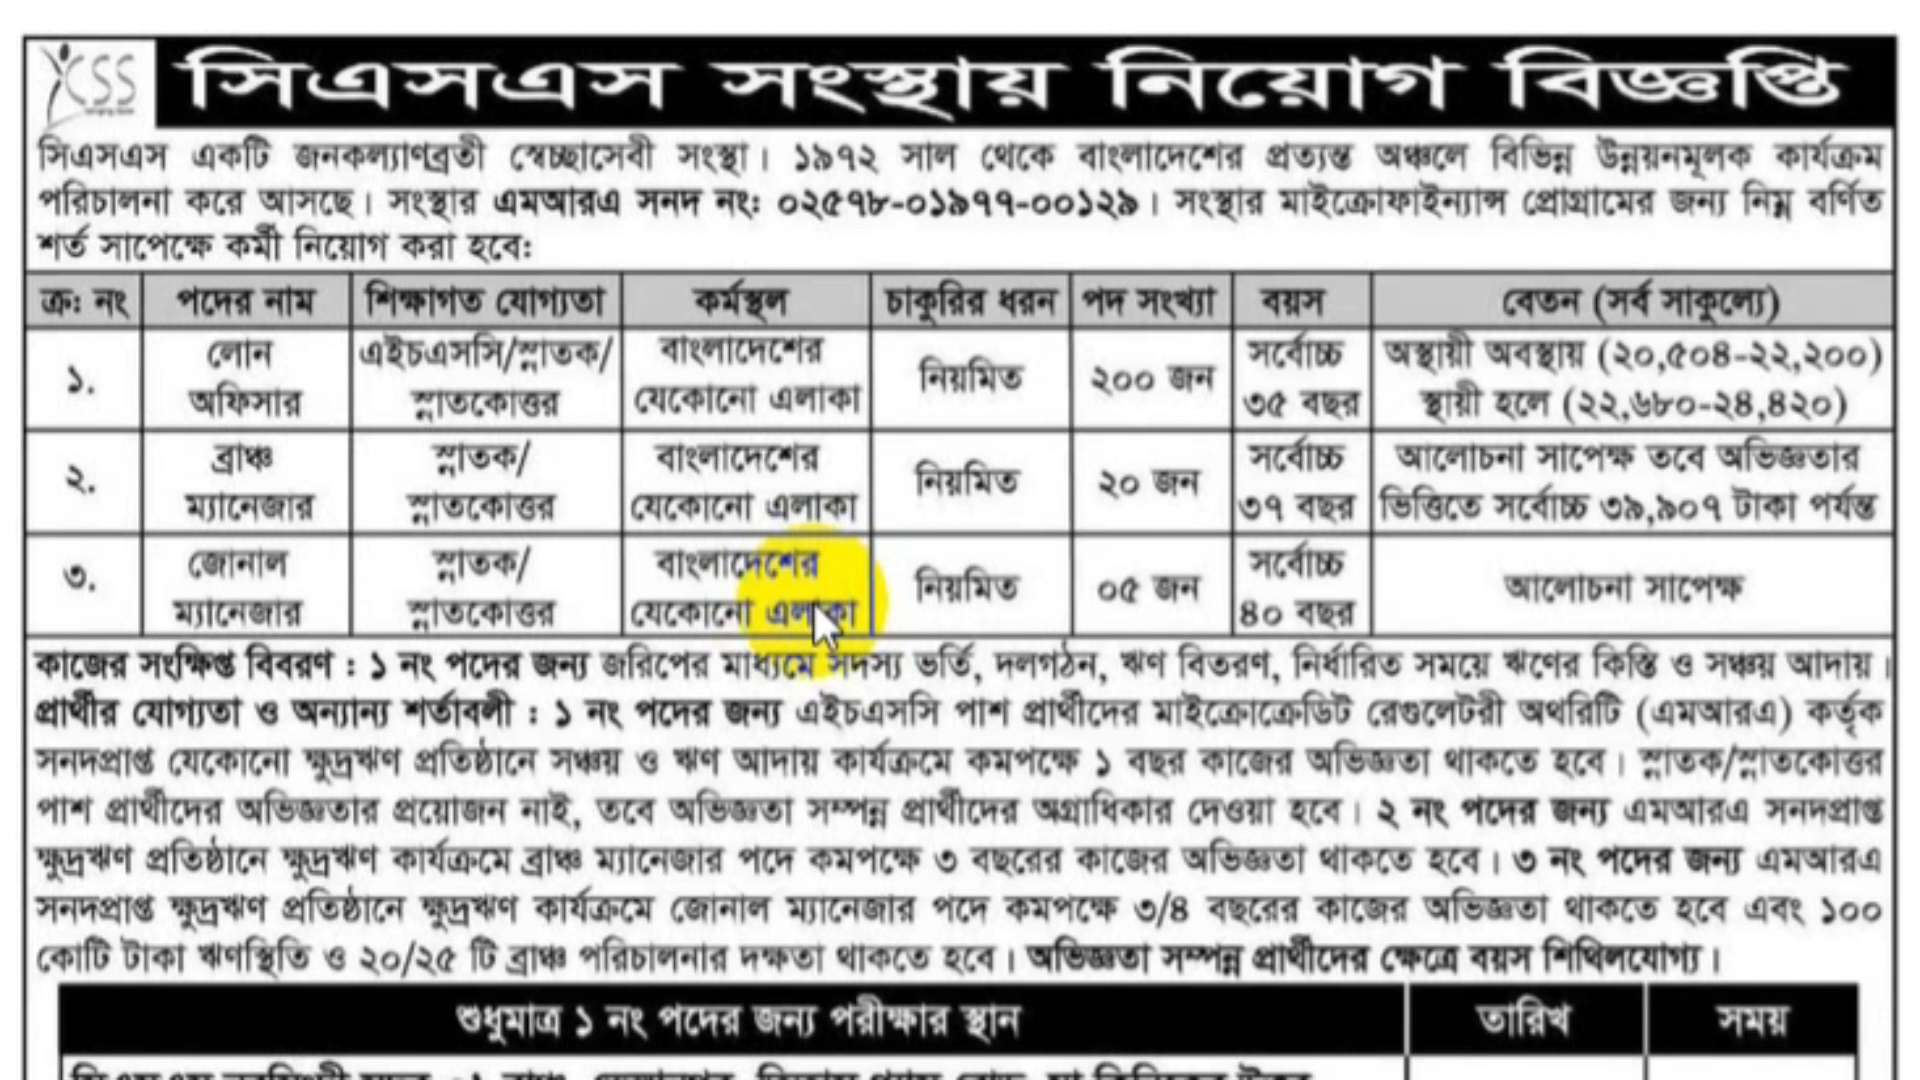 CSS
সিএসএস সংস্থায় নিয়োগ বিজ্ঞপ্তি
সিএসএস একটি জনকল্যাণব্রতী স্বেচ্ছাসেবী সংস্থা। ১৯৭২ সাল থেকে বাংলাদেশের প্রত্যন্ত অঞ্চলে বিভিন্ন উন্নয়নমূলক কার্যক্রম
পরিচালনা করে আসছে। সংস্থার এমআরএ সনদ নং: ০২৫৭৮-০১৯৭৭-০০১২৯। সংস্থার মাইক্রোফাইন্যান্স প্রোগ্রামের জন্য নিম্ন বর্ণিত
শর্ত সাপেক্ষে কর্মী নিয়োগ করা হবে:
ক্র: নং পদের নাম শিক্ষাগত যোগ্যতা কর্মস্থল চাকুরির ধরন পদ সংখ্যা বয়স বেতন (সর্ব সাকুল্যে)
১. লোন অফিসার এইচএসসি/স্নাতক/ স্নাতকোত্তর বাংলাদেশের যেকোনো এলাকা নিয়মিত ২০০ জন সর্বোচ্চ ৩৫ বছর অস্থায়ী অবস্থায় (২০,৫০৪-২২,২০০) স্থায়ী হলে (২২,৬৮০-২৪,৪২০)
২. ব্রাঞ্চ ম্যানেজার স্নাতক/ স্নাতকোত্তর বাংলাদেশের যেকোনো এলাকা নিয়মিত ২০ জন সর্বোচ্চ ৩৭ বছর আলোচনা সাপেক্ষ তবে অভিজ্ঞতার ভিত্তিতে সর্বোচ্চ ৩৯,৯০৭ টাকা পর্যন্ত
৩. জোনাল ম্যানেজার স্নাতক/ স্নাতকোত্তর বাংলাদেশের যেকোনো এলাকা নিয়মিত ০৫ জন সর্বোচ্চ ৪০ বছর আলোচনা সাপেক্ষ
কাজের সংক্ষিপ্ত বিবরণ : ১ নং পদের জন্য জরিপের মাধ্যমে সদস্য ভর্তি, দলগঠন, ঋণ বিতরণ, নির্ধারিত সময়ে ঋণের কিস্তি ও সঞ্চয় আদায়।
প্রার্থীর যোগ্যতা ও অন্যান্য শর্তাবলী : ১ নং পদের জন্য এইচএসসি পাশ প্রার্থীদের মাইক্রোক্রেডিট রেগুলেটরী অথরিটি (এমআরএ) কর্তৃক
সনদপ্রাপ্ত যেকোনো ক্ষুদ্রঋণ প্রতিষ্ঠানে সঞ্চয় ও ঋণ আদায় কার্যক্রমে কমপক্ষে ১ বছর কাজের অভিজ্ঞতা থাকতে হবে। স্নাতক/স্নাতকোত্তর
পাশ প্রার্থীদের অভিজ্ঞতার প্রয়োজন নাই, তবে অভিজ্ঞতা সম্পন্ন প্রার্থীদের অগ্রাধিকার দেওয়া হবে। ২ নং পদের জন্য এমআরএ সনদপ্রাপ্ত
ক্ষুদ্রঋণ প্রতিষ্ঠানে ক্ষুদ্রঋণ কার্যক্রমে ব্রাঞ্চ ম্যানেজার পদে কমপক্ষে ৩ বছরের কাজের অভিজ্ঞতা থাকতে হবে। ৩ নং পদের জন্য এমআরএ
সনদপ্রাপ্ত ক্ষুদ্রঋণ প্রতিষ্ঠানে ক্ষুদ্রঋণ কার্যক্রমে জোনাল ম্যানেজার পদে কমপক্ষে ৩/৪ বছরের কাজের অভিজ্ঞতা থাকতে হবে এবং ১০০
কোটি টাকা ঋণস্থিতি ও ২০/২৫ টি ব্রাঞ্চ পরিচালনার দক্ষতা থাকতে হবে। অভিজ্ঞতা সম্পন্ন প্রার্থীদের ক্ষেত্রে বয়স শিথিলযোগ্য।
শুধুমাত্র ১ নং পদের জন্য পরীক্ষার স্থান তারিখ সময়